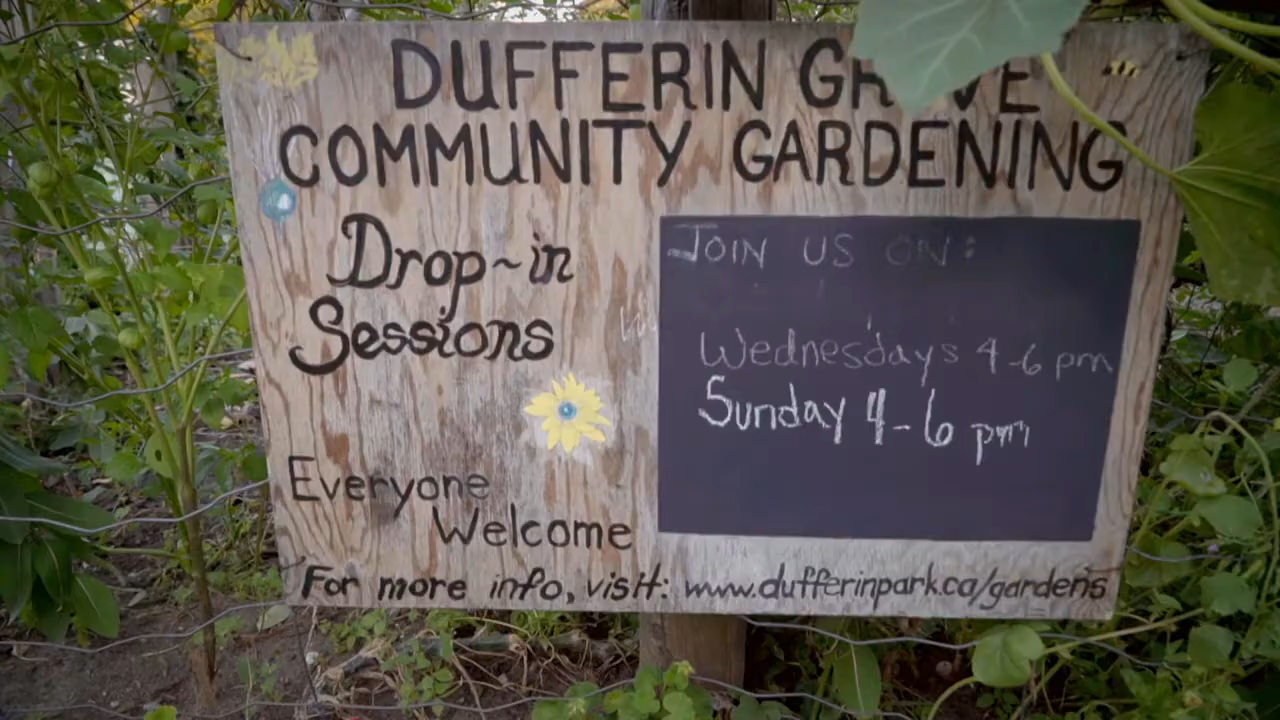 DUFFERIN GROVE
COMMUNITY GARDENING
Drop-in
Sessions
JOIN US ON:
Wednesdays 4-6 pm
Sunday 4-6 pm
Everyone
Welcome
For more info, visit: www.dufferinpark.ca/gardens